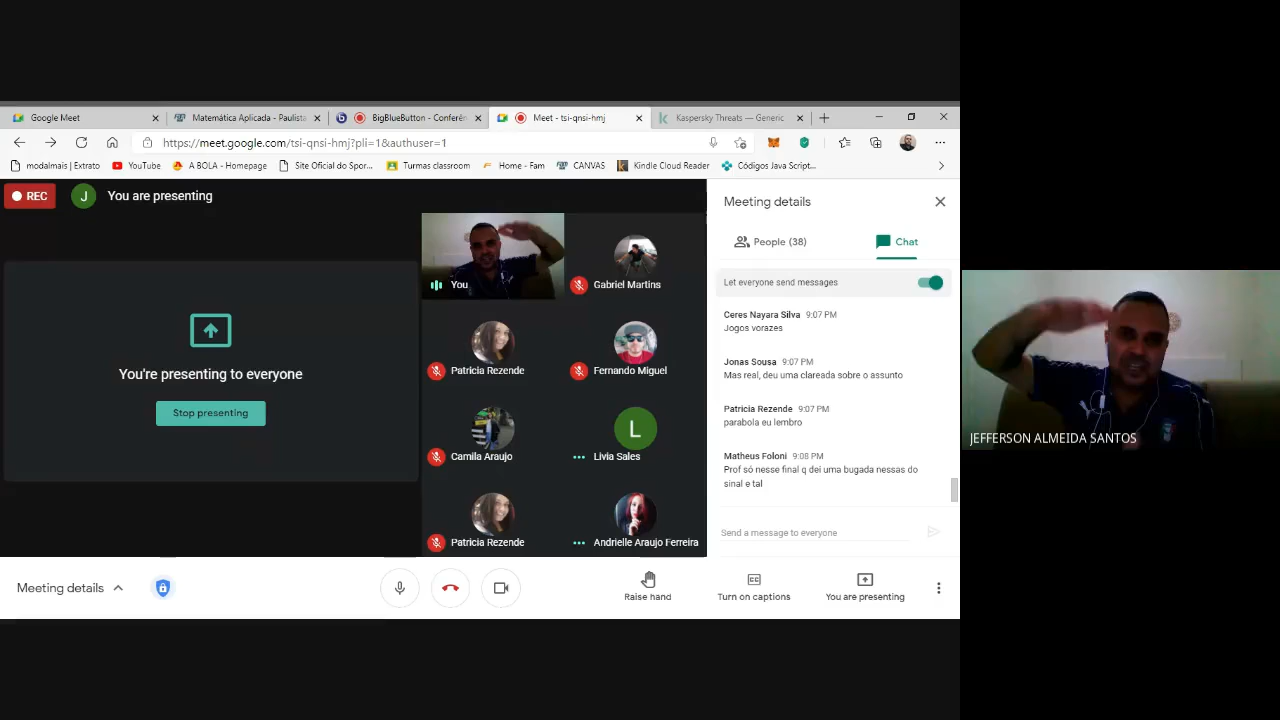 Google Meet
Matemática Aplicada - Paulista
BigBlueButton - Conferên
Meet - tsi-qnsi-hmj
Kaspersky Threats — Generic
https://meet.google.com/tsi-qnsi-hmj?pli=1&authuser=1
modalmais | Extrato
YouTube
A BOLA - Homepage
Site Oficial do Spor...
Turmas classroom
Home - Fam
CANVAS
Kindle Cloud Reader
Códigos Java Script...
REC
J
You are presenting
You're presenting to everyone
Stop presenting
You
Gabriel Martins
Patricia Rezende
Fernando Miguel
Camila Araujo
L
Livia Sales
Patricia Rezende
Andrielle Araujo Ferreira
Meeting details
People (38)
Chat
Let everyone send messages
Ceres Nayara Silva 9:07 PM
Jogos vorazes
Jonas Sousa 9:07 PM
Mas real, deu uma clareada sobre o assunto
Patricia Rezende 9:07 PM
parabola eu lembro
Matheus Foloni 9:08 PM
Prof só nesse final q dei uma bugada nessas do
sinal e tal
Send a message to everyone
Meeting details
Raise hand
Turn on captions
You are presenting
JEFFERSON ALMEIDA SANTOS